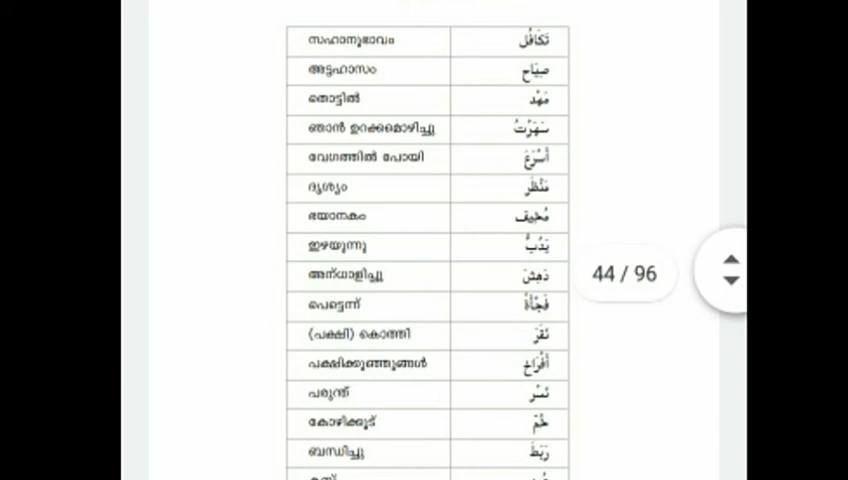 സഹാനുഭാവം تَكَافُل
അട്ടഹാസം صِيَاح
തൊട്ടിൽ مَهْد
ഞാൻ ഉറക്കമൊഴിച്ചു سَهَرْتُ
വേഗത്തിൽ പോയി أَسْرَعَ
ദൃശ്യം مَنْظَر
ഭയാനകം مُخِيف
ഇഴയുന്നു يَدُبُّ
അന്ധാളിച്ചു دَهِشَ
പെട്ടെന്ന് فَجْأَةً
(പക്ഷി) കൊത്തി نَقَرَ
പക്ഷിക്കുഞ്ഞുങ്ങൾ أَفْرَاخ
പരുന്ത് نَسْر
കോഴിക്കൂട് خُمّ
ബന്ധിച്ചു رَبَطَ
44 / 96